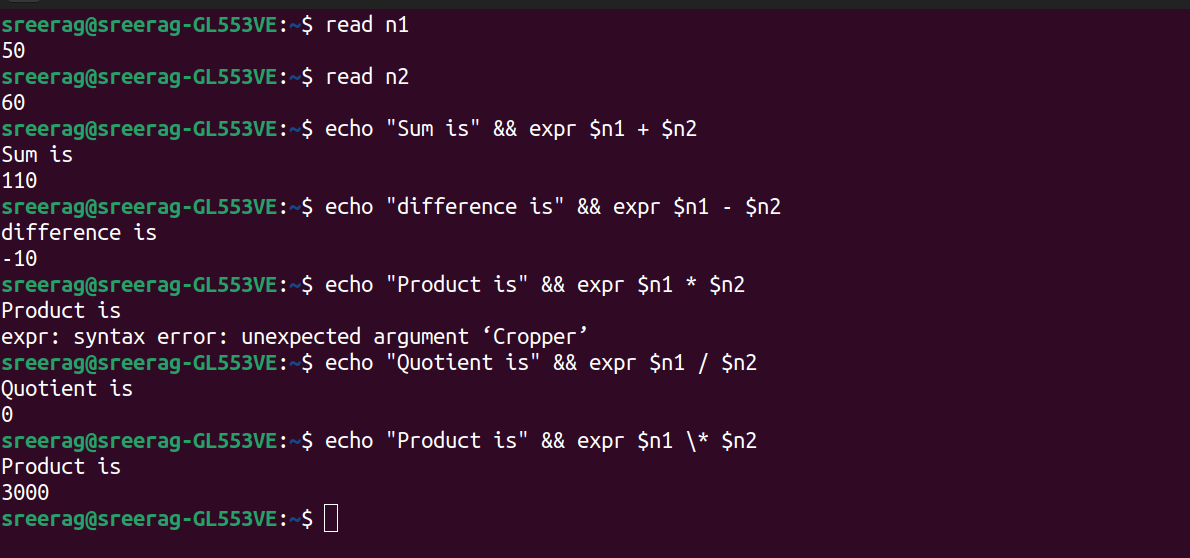 sreerag@sreerag-GL553VE:~$ read n1
50
sreerag@sreerag-GL553VE:~$ read n2
60
sreerag@sreerag-GL553VE:~$ echo "Sum is" && expr $n1 + $n2
Sum is
110
sreerag@sreerag-GL553VE:~$ echo "difference is" && expr $n1 - $n2
difference is
-10
sreerag@sreerag-GL553VE:~$ echo "Product is" && expr $n1 * $n2
Product is
expr: syntax error: unexpected argument ‘Cropper’
sreerag@sreerag-GL553VE:~$ echo "Quotient is" && expr $n1 / $n2
Quotient is
0
sreerag@sreerag-GL553VE:~$ echo "Product is" && expr $n1 \* $n2
Product is
3000
sreerag@sreerag-GL553VE:~$